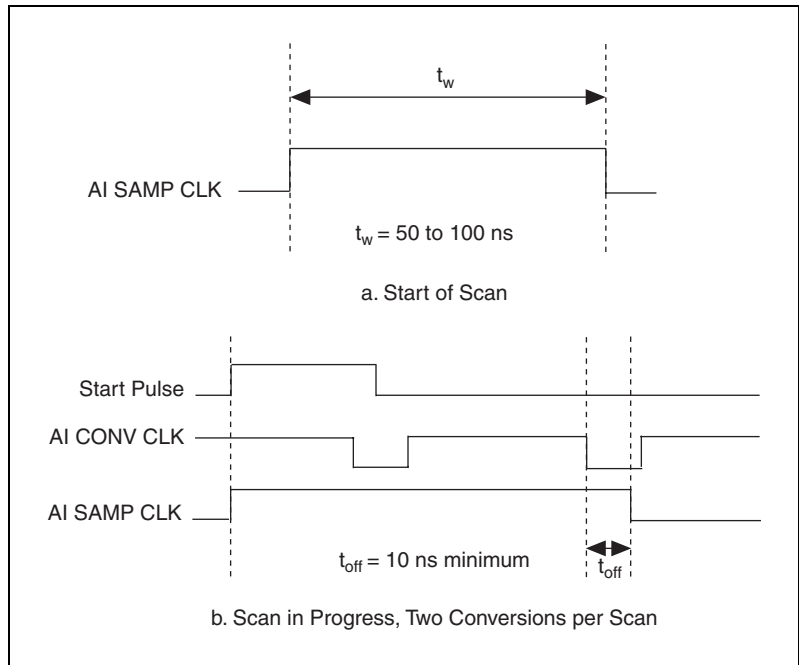 t_w
AI SAMP CLK
t_w = 50 to 100 ns
a. Start of Scan
Start Pulse
AI CONV CLK
AI SAMP CLK
t_off = 10 ns minimum
t_off
b. Scan in Progress, Two Conversions per Scan